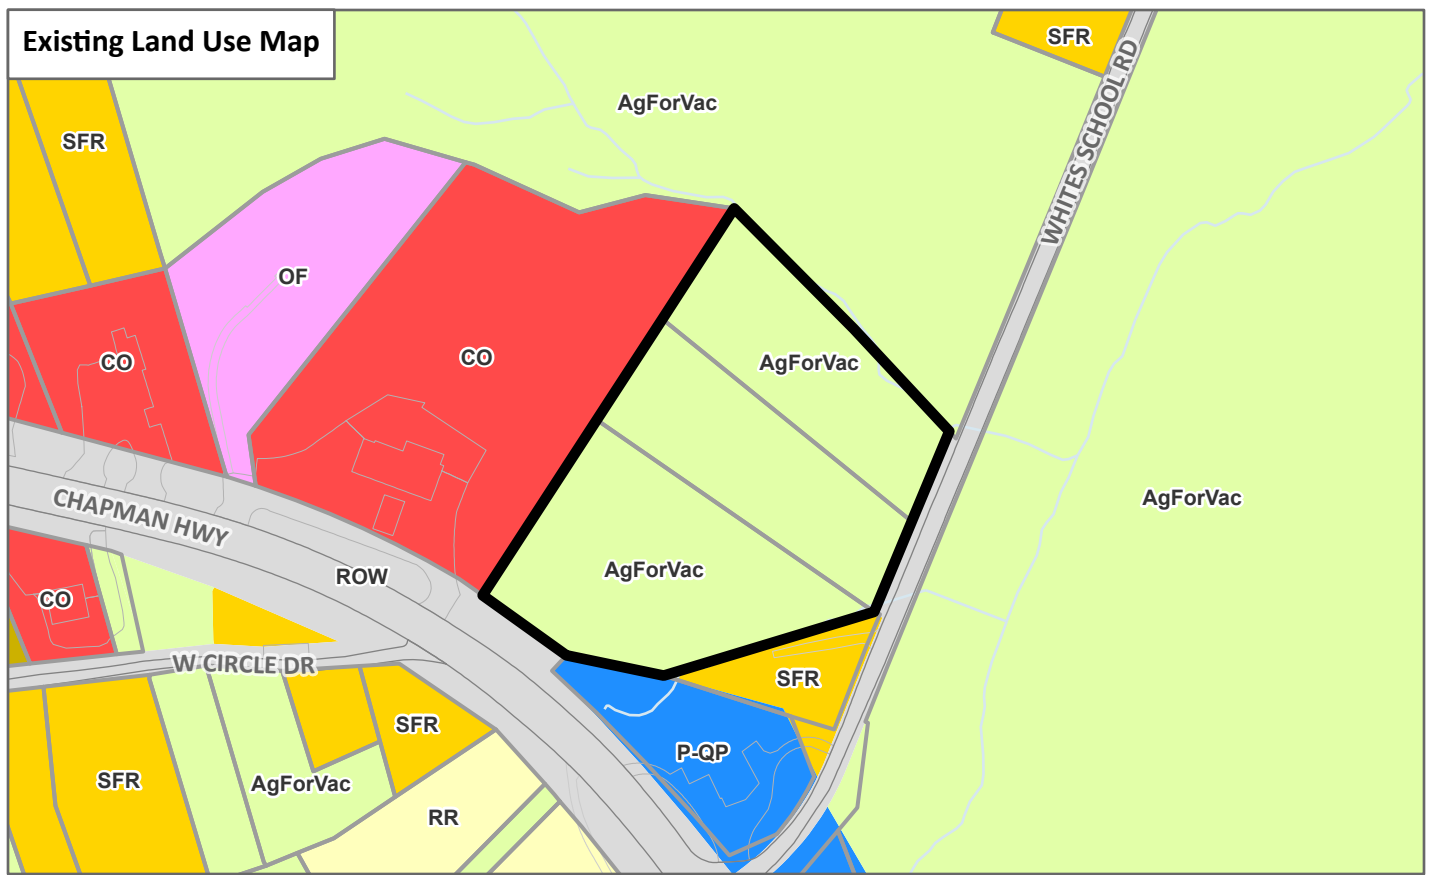 Existing Land Use Map
SFR
WHITES SCHOOL RD
AgForVac
SFR
OF
CO
CO
AgForVac
AgForVac
CHAPMAN HWY
AgForVac
ROW
CO
W CIRCLE DR
SFR
SFR
P-QP
SFR
AgForVac
RR